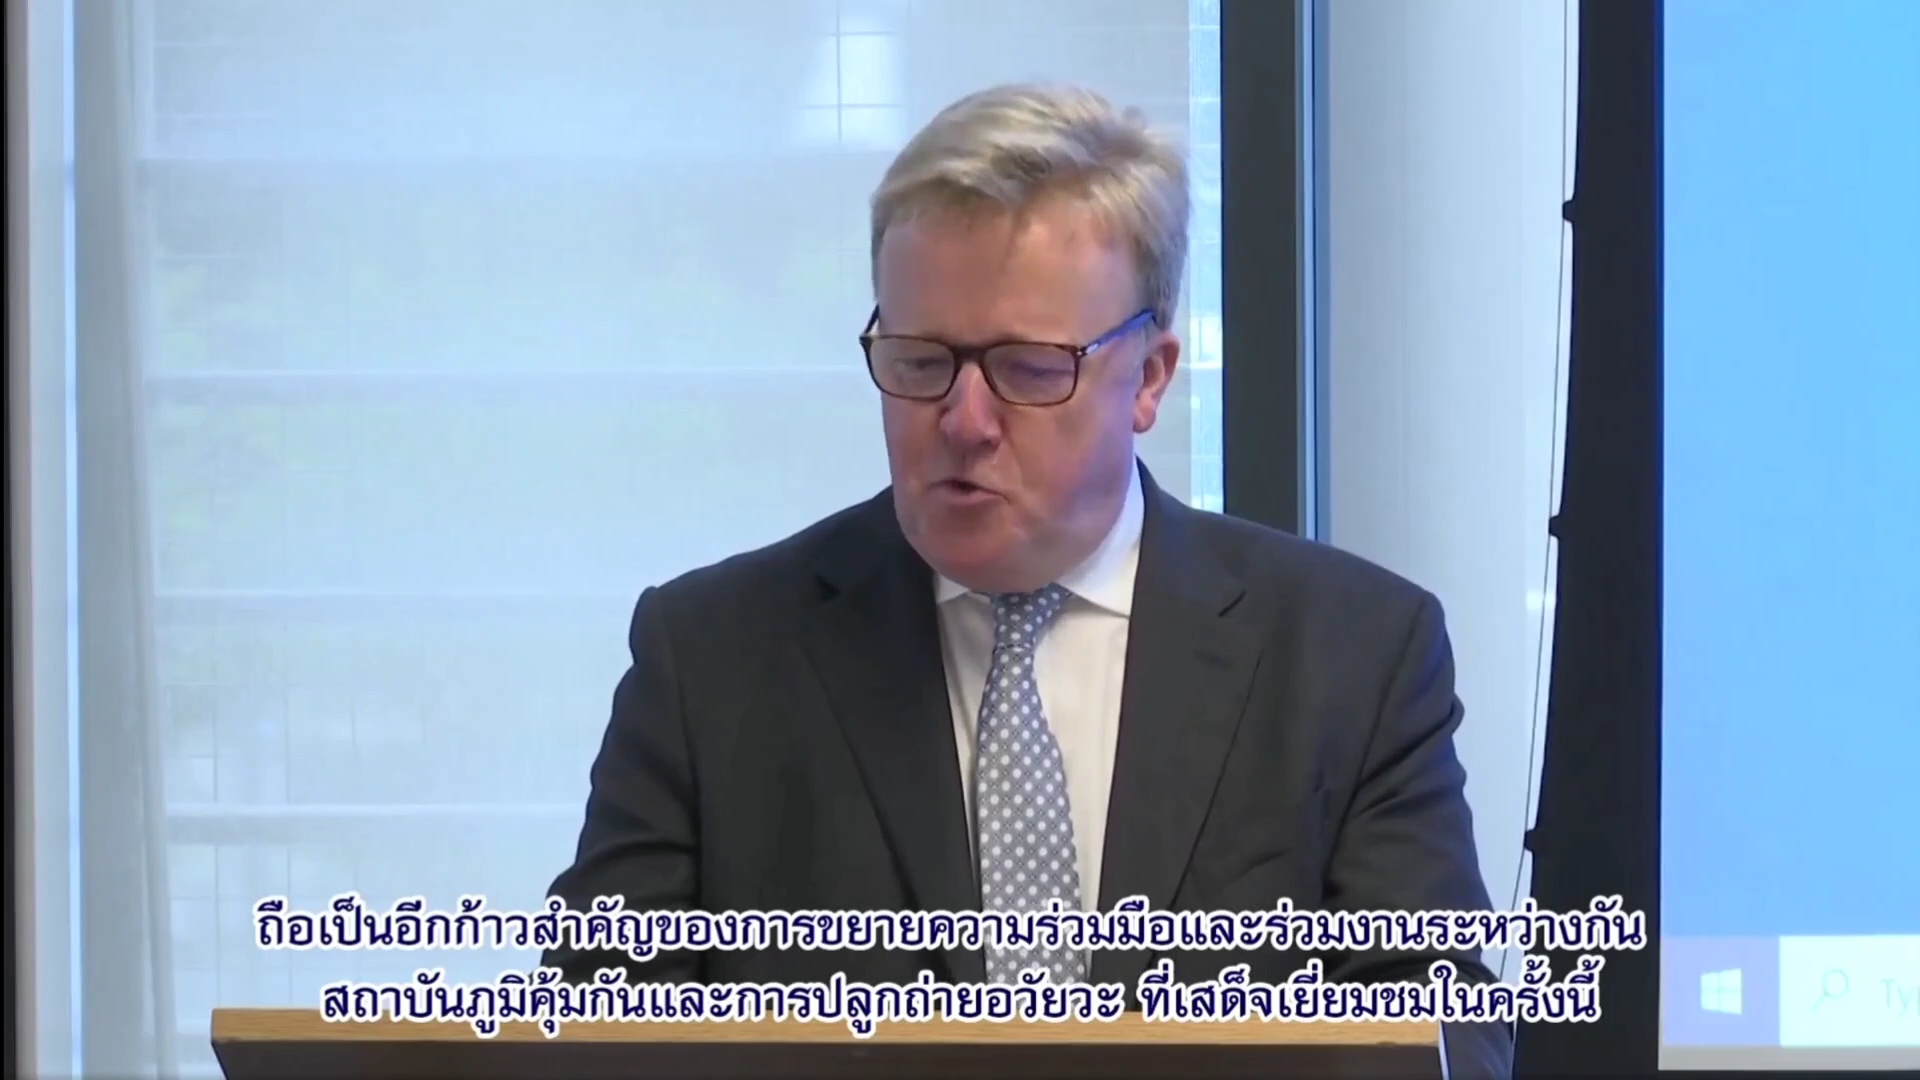 ถือเป็นอีกก้าวสำคัญของการขยายความร่วมมือและร่วมงานระหว่างกัน
สถาบันภูมิคุ้มกันและการปลูกถ่ายอวัยวะ ที่เสด็จเยี่ยมชมในครั้งนี้
Ty